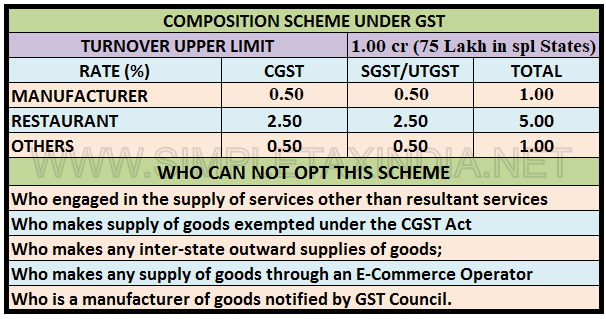 COMPOSITION SCHEME UNDER GST
TURNOVER UPPER LIMIT 1.00 cr (75 Lakh in spl States)
RATE (%) CGST SGST/UTGST TOTAL
MANUFACTURER 0.50 0.50 1.00
RESTAURANT 2.50 2.50 5.00
OTHERS 0.50 0.50 1.00
WWW.SIMPLETAXINDIA.NET
WHO CAN NOT OPT THIS SCHEME
Who engaged in the supply of services other than resultant services
Who makes supply of goods exempted under the CGST Act
Who makes any inter-state outward supplies of goods;
Who makes any supply of goods through an E-Commerce Operator
Who is a manufacturer of goods notified by GST Council.